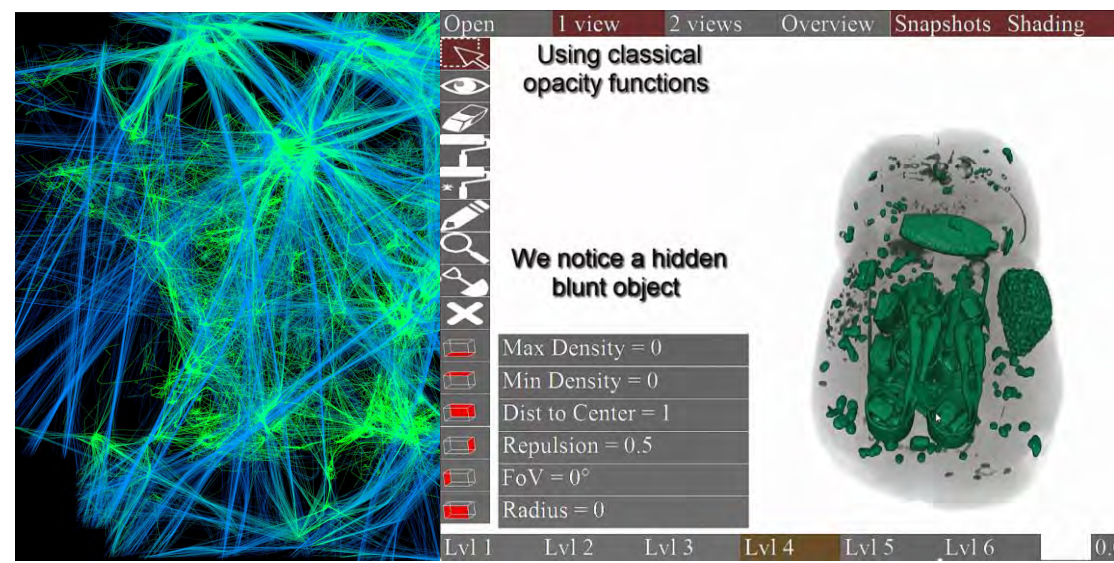 Open 1 view 2 views Overview Snapshots Shading
Using classical
opacity functions
We notice a hidden
blunt object
Max Density = 0
Min Density = 0
Dist to Center = 1
Repulsion = 0.5
FoV = 0°
Radius = 0
Lvl 1 Lvl 2 Lvl 3 Lvl 4 Lvl 5 Lvl 6